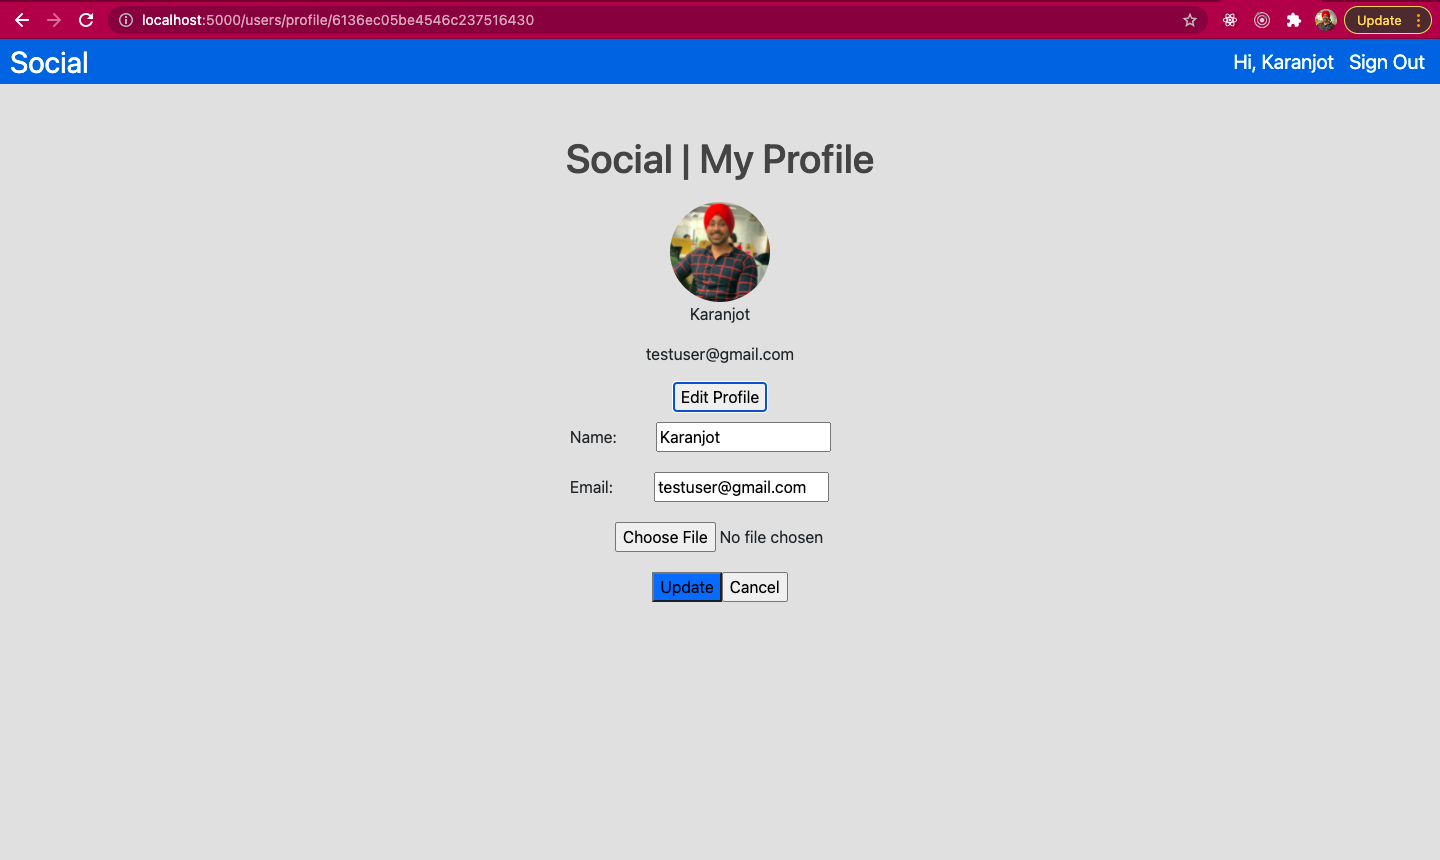 localhost:5000/users/profile/6136ec05be4546c237516430
Update
Social
Hi, Karanjot
Sign Out
Social | My Profile
Karanjot
testuser@gmail.com
Edit Profile
Name: Karanjot
Email: testuser@gmail.com
Choose File No file chosen
Update Cancel